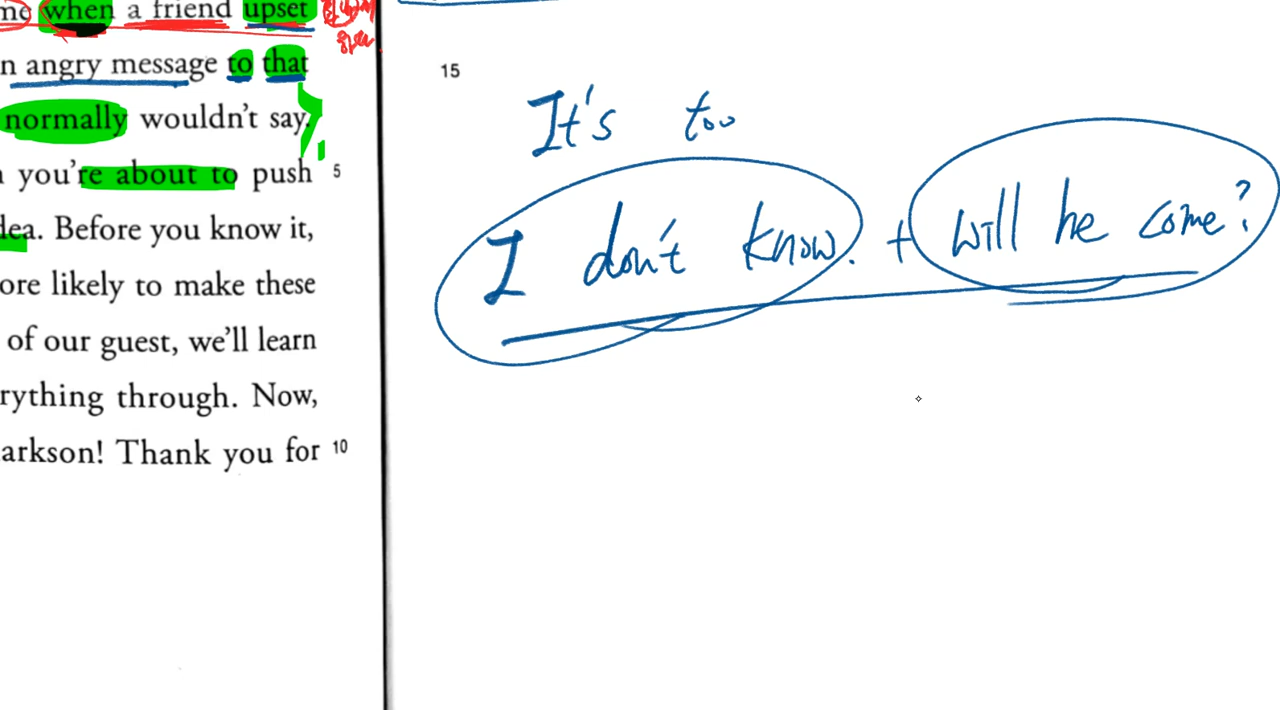 me when a friend upset
n angry message to that
normally wouldn't say.
you're about to push 5
dea. Before you know it,
ore likely to make these
of our guest, we'll learn
rything through. Now,
arkson! Thank you for 10
15
It's too
I don't know. + will he come?